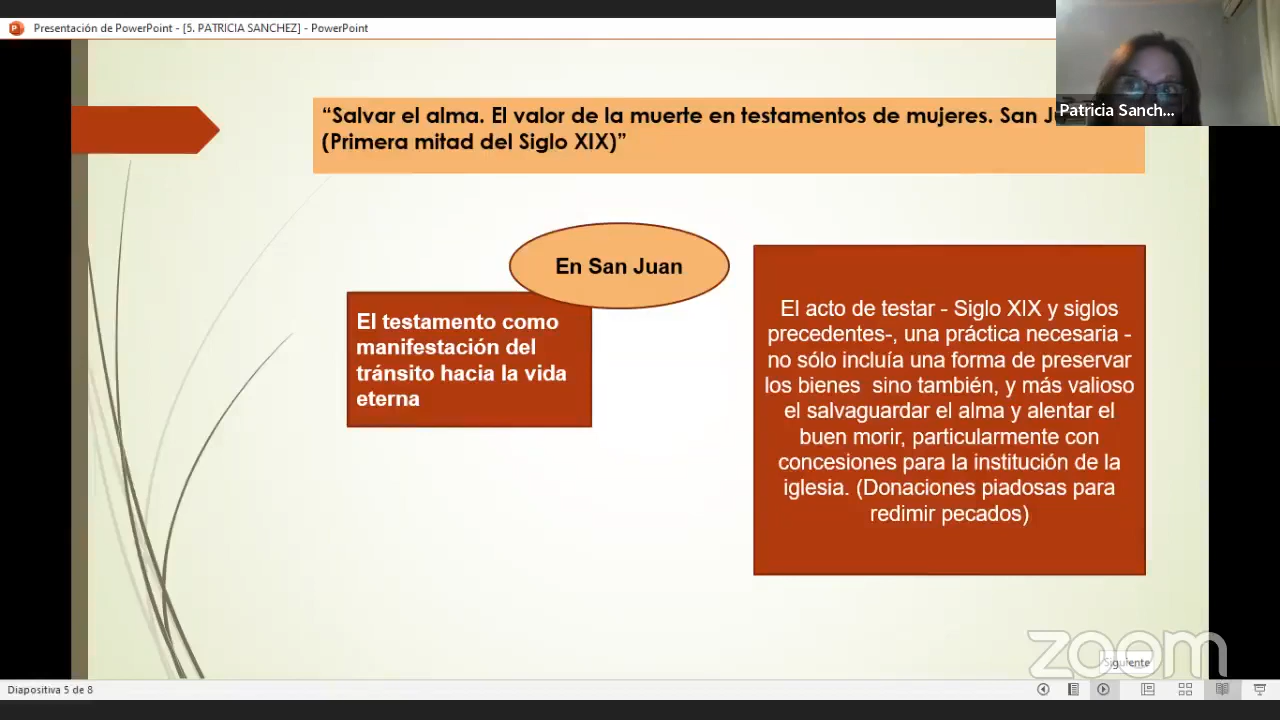 Presentación de PowerPoint - [5. PATRICIA SANCHEZ] - PowerPoint
Patricia Sanch...
“Salvar el alma. El valor de la muerte en testamentos de mujeres. San
(Primera mitad del Siglo XIX)”
En San Juan
El testamento como
manifestación del
tránsito hacia la vida
eterna
El acto de testar - Siglo XIX y siglos
precedentes-, una práctica necesaria -
no sólo incluía una forma de preservar
los bienes sino también, y más valioso
el salvaguardar el alma y alentar el
buen morir, particularmente con
concesiones para la institución de la
iglesia. (Donaciones piadosas para
redimir pecados)
zoom
Siguiente
Diapositiva 5 de 8